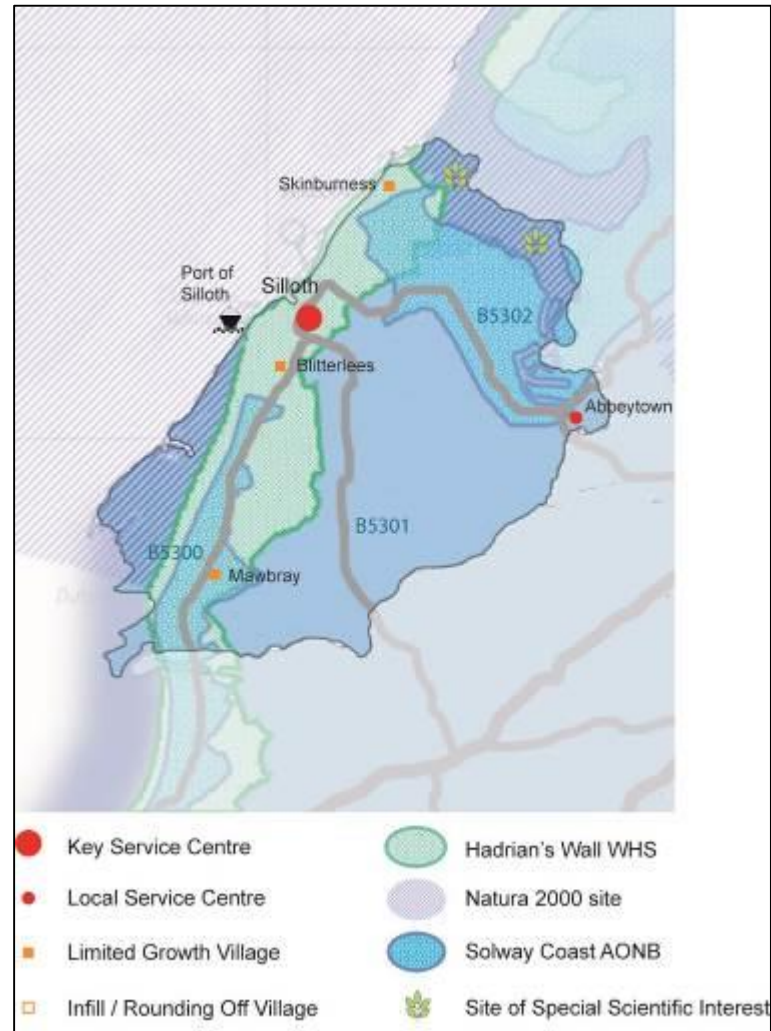 Skinburness
Port of
Silloth
Silloth
B5302
Blitterlees
Abbeytown
B5301
B5300
Mawbray
Key Service Centre
Hadrian's Wall WHS
Local Service Centre
Natura 2000 site
Limited Growth Village
Solway Coast AONB
Infill / Rounding Off Village
Site of Special Scientific Interest